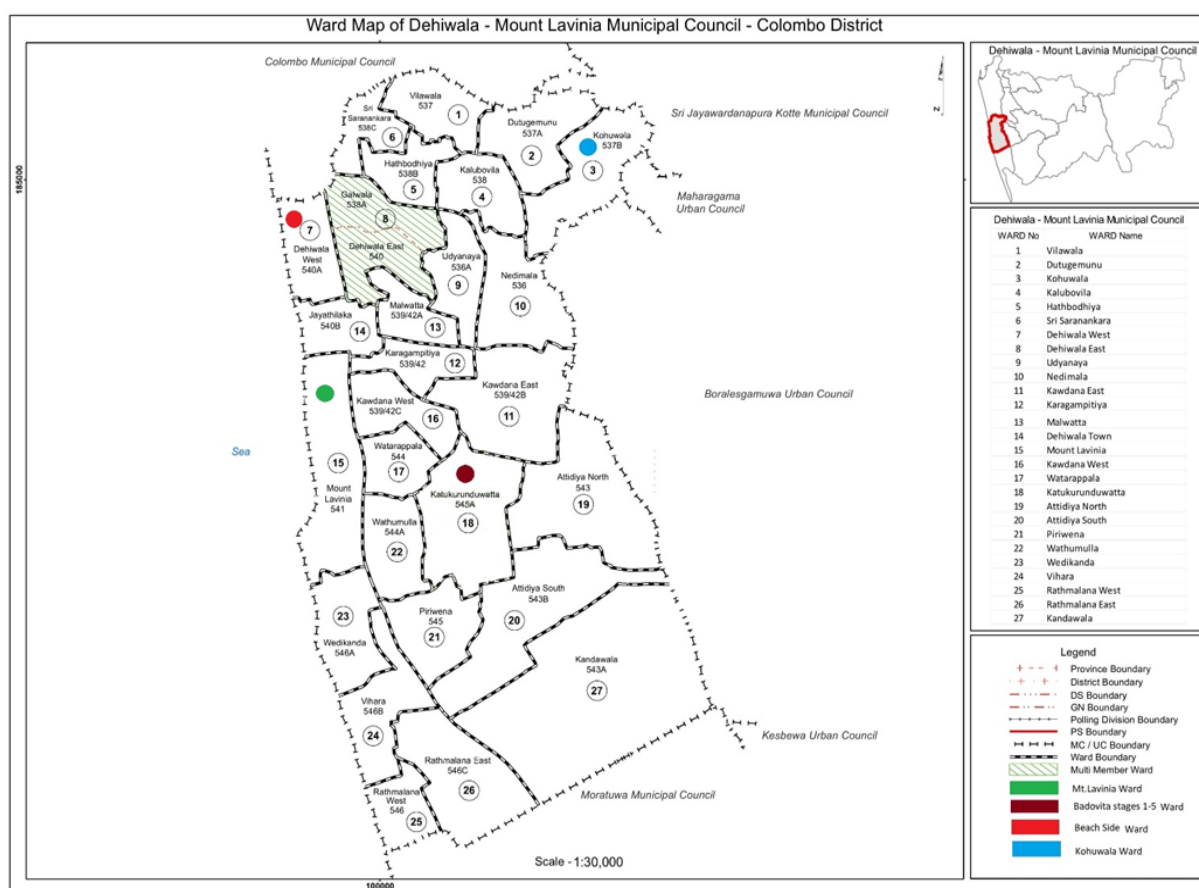 Ward Map of Dehiwala - Mount Lavinia Municipal Council - Colombo District
Colombo Municipal Council
Sri Jayawardanapura Kotte Municipal Council
Maharagama
Urban Council
Boralesgamuwa Urban Council
Kesbewa Urban Council
Moratuwa Municipal Council
Sea
185000
100000
Vilawala
537
1
Sri
Saranankara
538C
6
Dutugemunu
537A
2
Kohuwala
537B
3
Hathbodhiya
538B
5
Kalubovila
538
4
Galwala
538A
8
Dehiwala East
540
7
Dehiwala
West
540A
Udyanaya
536A
9
Nedimala
536
10
Malwatta
539/42A
13
Jayathilaka
540B
14
Karagampitiya
539/42
12
Kawdana East
539/42B
11
Kawdana West
539/42C
16
Watarappala
544
17
15
Mount
Lavinia
541
Katukurunduwatta
545A
18
Attidiya North
543
19
Wathumulla
544A
22
Attidiya South
543B
20
Piriwena
545
21
23
Wedikanda
546A
Kandawala
543A
27
Vihara
546B
24
Rathmalana East
546C
26
Rathmalana
West
546
25
Scale - 1:30,000
Z
Dehiwala - Mount Lavinia Municipal Council
Dehiwala - Mount Lavinia Municipal Council
WARD No WARD Name
1 Vilawala
2 Dutugemunu
3 Kohuwala
4 Kalubovila
5 Hathbodhiya
6 Sri Saranankara
7 Dehiwala West
8 Dehiwala East
9 Udyanaya
10 Nedimala
11 Kawdana East
12 Karagampitiya
13 Malwatta
14 Dehiwala Town
15 Mount Lavinia
16 Kawdana West
17 Watarappala
18 Katukurunduwatta
19 Attidiya North
20 Attidiya South
21 Piriwena
22 Wathumulla
23 Wedikanda
24 Vihara
25 Rathmalana West
26 Rathmalana East
27 Kandawala
Legend
Province Boundary
District Boundary
DS Boundary
GN Boundary
Polling Division Boundary
PS Boundary
MC / UC Boundary
Ward Boundary
Multi Member Ward
Mt.Lavinia Ward
Badovita stages 1-5 Ward
Beach Side Ward
Kohuwala Ward